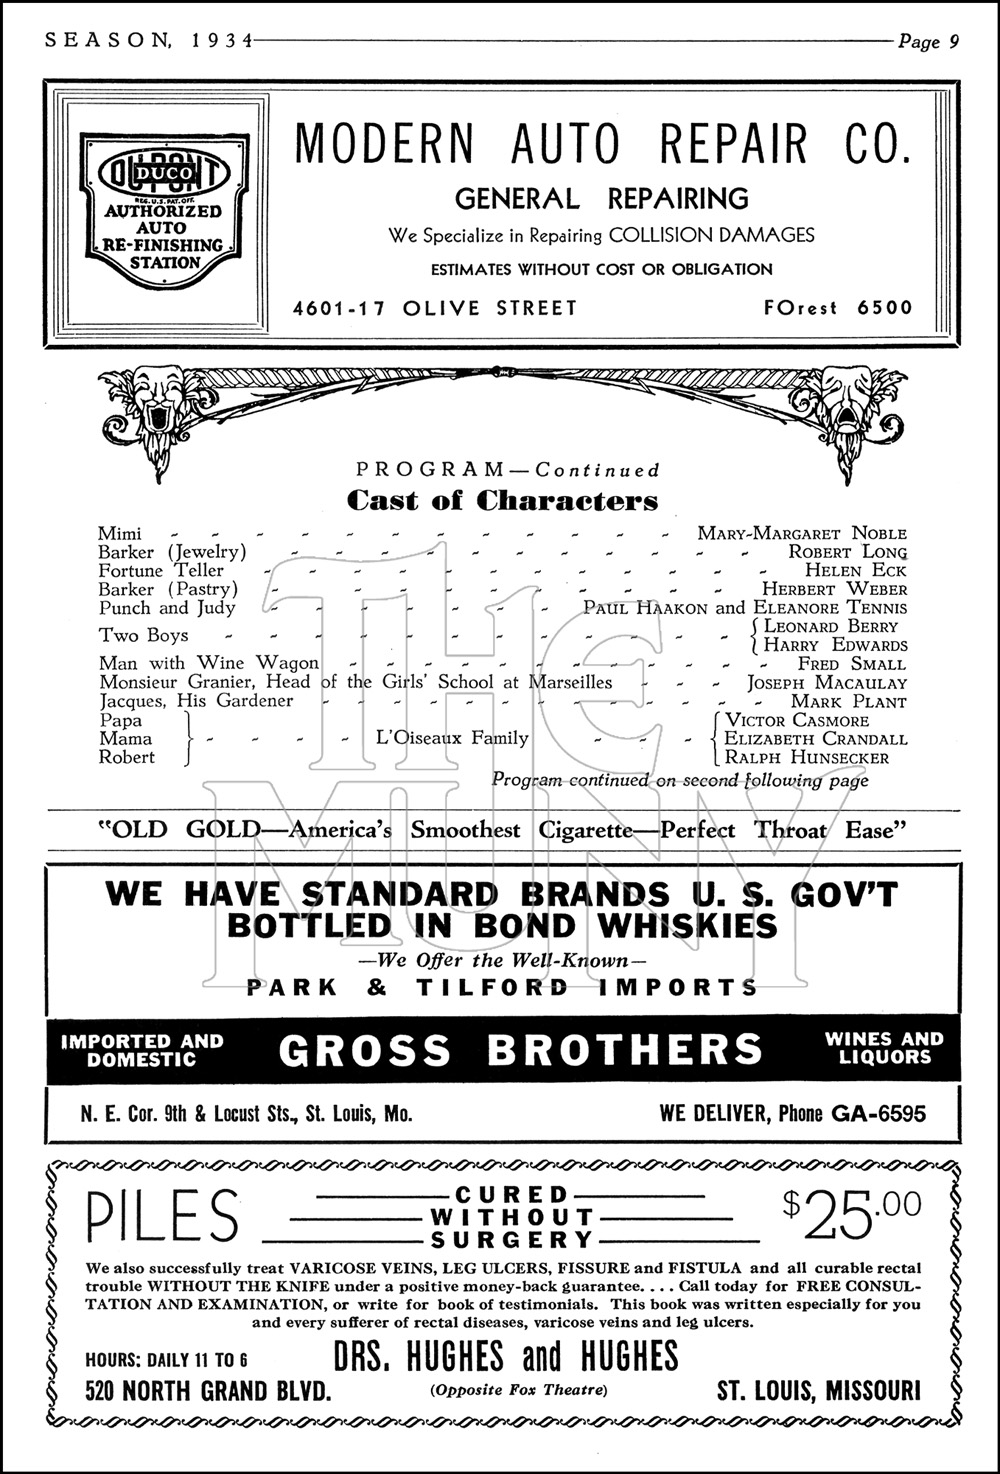 SEASON, 1934 Page 9
DU PONT
DUCO
REG. U.S. PAT. OFF.
AUTHORIZED
AUTO
RE-FINISHING
STATION
MODERN AUTO REPAIR CO.
GENERAL REPAIRING
We Specialize in Repairing COLLISION DAMAGES
ESTIMATES WITHOUT COST OR OBLIGATION
4601-17 OLIVE STREET FOrest 6500
PROGRAM—Continued
Cast of Characters
Mimi - - - - - - - - - - - - MARY-MARGARET NOBLE
Barker (Jewelry) - - - - - - - - - - - ROBERT LONG
Fortune Teller - - - - - - - - - - - - HELEN ECK
Barker (Pastry) - - - - - - - - - - - HERBERT WEBER
Punch and Judy - - - - - - - PAUL HAAKON and ELEANORE TENNIS
Two Boys - - - - - - - - - - - - { LEONARD BERRY
{ HARRY EDWARDS
Man with Wine Wagon - - - - - - - - - FRED SMALL
Monsieur Granier, Head of the Girls' School at Marseilles - - - JOSEPH MACAULAY
Jacques, His Gardener - - - - - - - - - - - MARK PLANT
Papa } { VICTOR CASMORE
Mama } - - - - L'Oiseaux Family - - - { ELIZABETH CRANDALL
Robert } { RALPH HUNSECKER
Program continued on second following page
"OLD GOLD—America's Smoothest Cigarette—Perfect Throat Ease"
THE
MUNY
WE HAVE STANDARD BRANDS U. S. GOV'T
BOTTLED IN BOND WHISKIES
—We Offer the Well-Known—
PARK & TILFORD IMPORTS
IMPORTED AND
DOMESTIC
GROSS BROTHERS
WINES AND
LIQUORS
N. E. Cor. 9th & Locust Sts., St. Louis, Mo. WE DELIVER, Phone GA-6595
PILES
CURED
WITHOUT
SURGERY
$25.00
We also successfully treat VARICOSE VEINS, LEG ULCERS, FISSURE and FISTULA and all curable rectal
trouble WITHOUT THE KNIFE under a positive money-back guarantee. . . . Call today for FREE CONSUL-
TATION AND EXAMINATION, or write for book of testimonials. This book was written especially for you
and every sufferer of rectal diseases, varicose veins and leg ulcers.
HOURS: DAILY 11 TO 6 DRS. HUGHES and HUGHES
520 NORTH GRAND BLVD. (Opposite Fox Theatre) ST. LOUIS, MISSOURI